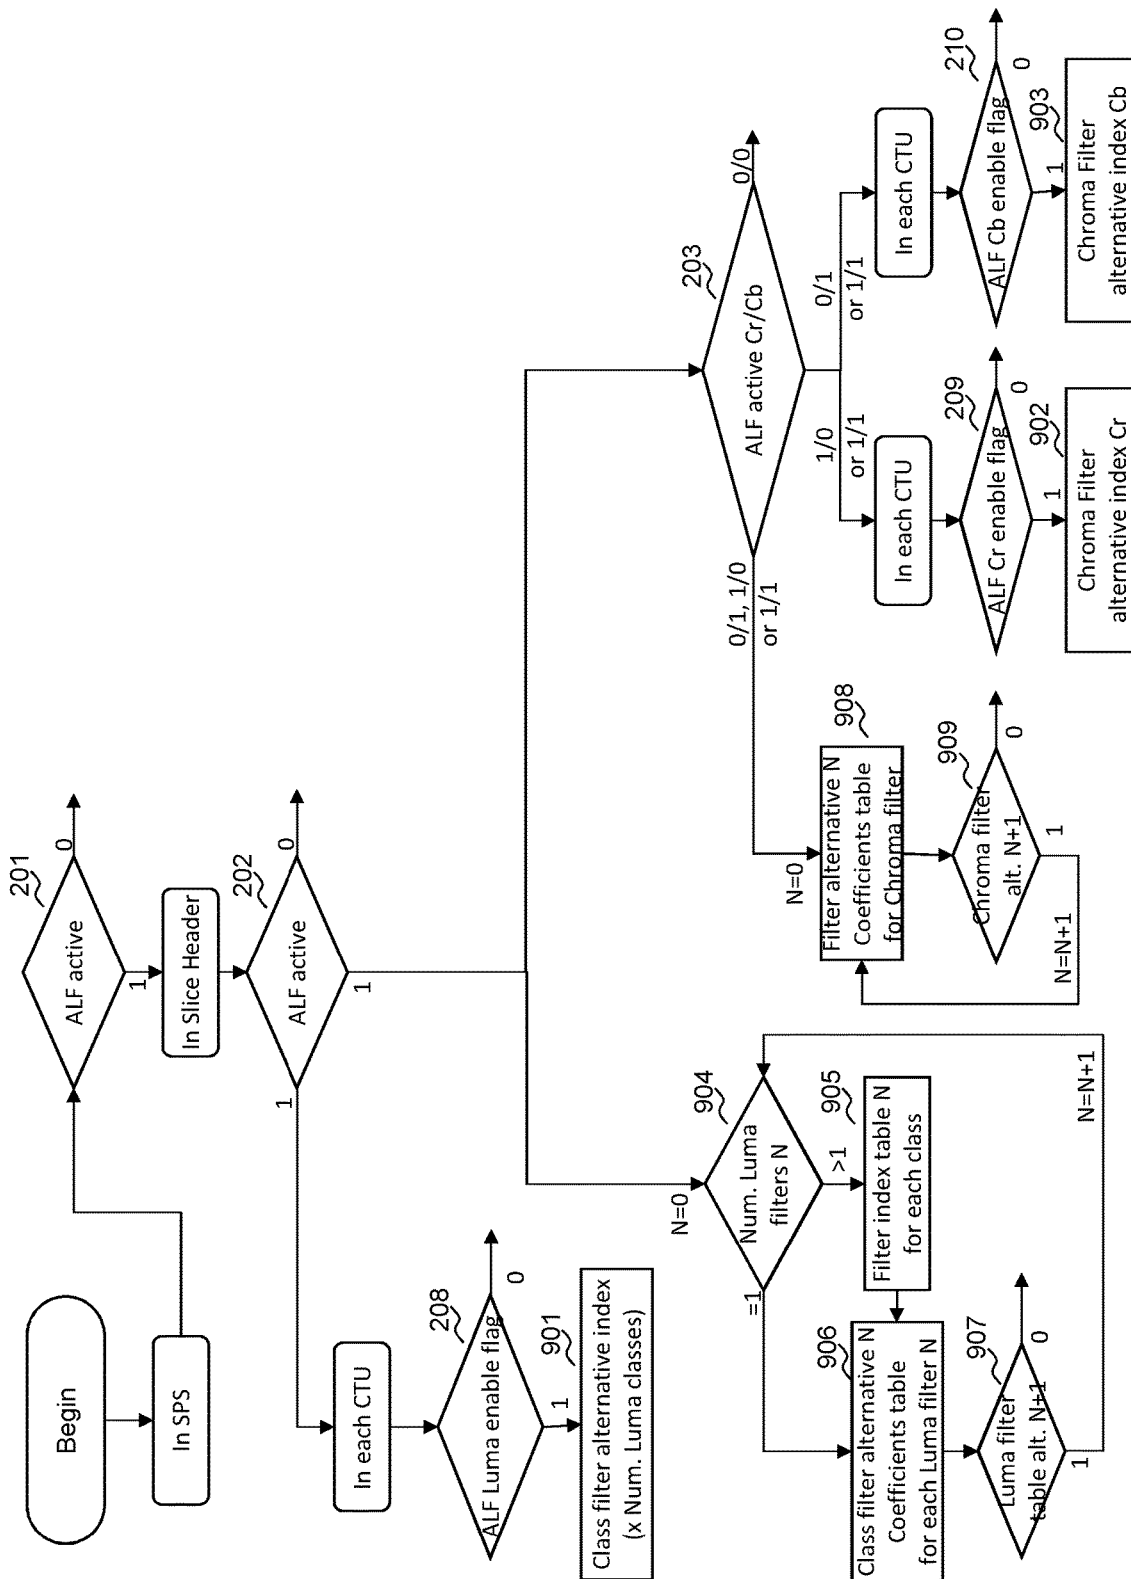 Begin
In SPS
201
ALF active
0
1
In Slice Header
202
ALF active
0
1
1
In each CTU
208
ALF Luma enable flag
0
1
901
Class filter alternative index
(x Num. Luma classes)
N=0
904
Num. Luma
filters N
=1
>1
905
Filter index table N
for each class
906
Class filter alternative N
Coefficients table
for each Luma filter N
907
Luma filter
table alt. N+1
0
1
N=N+1
203
ALF active Cr/Cb
0/0
0/1, 1/0
or 1/1
N=0
908
Filter alternative N
Coefficients table
for Chroma filter
909
Chroma filter
alt. N+1
0
1
N=N+1
1/0
or 1/1
In each CTU
209
ALF Cr enable flag
0
1
902
Chroma Filter
alternative index Cr
0/1
or 1/1
In each CTU
210
ALF Cb enable flag
0
1
903
Chroma Filter
alternative index Cb